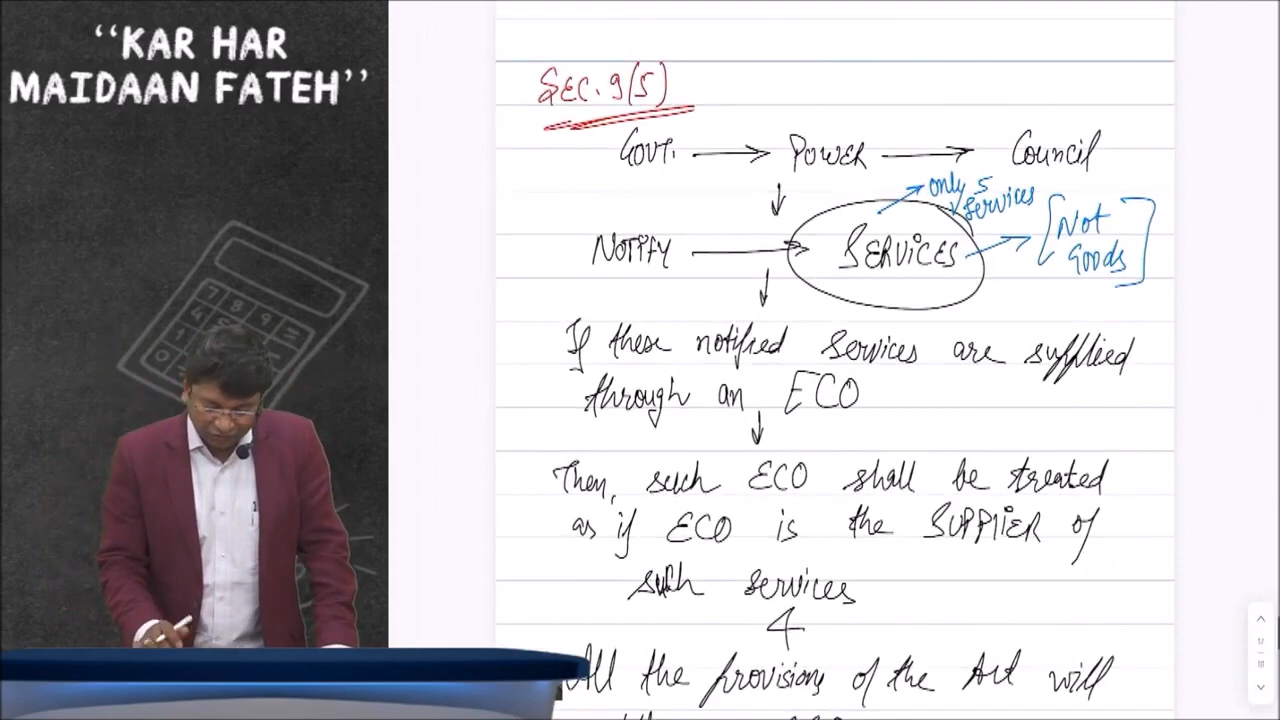 “KAR HAR
MAIDAAN FATEH”
SEC. 9(5)
GOVT. → POWER → Council
only 5
services
NOTIFY → SERVICES → [Not
Goods]
If these notified services are supplied
through an ECO
Then, such ECO shall be treated
as if ECO is the SUPPliER of
such services
&
All the provisions of the Act will